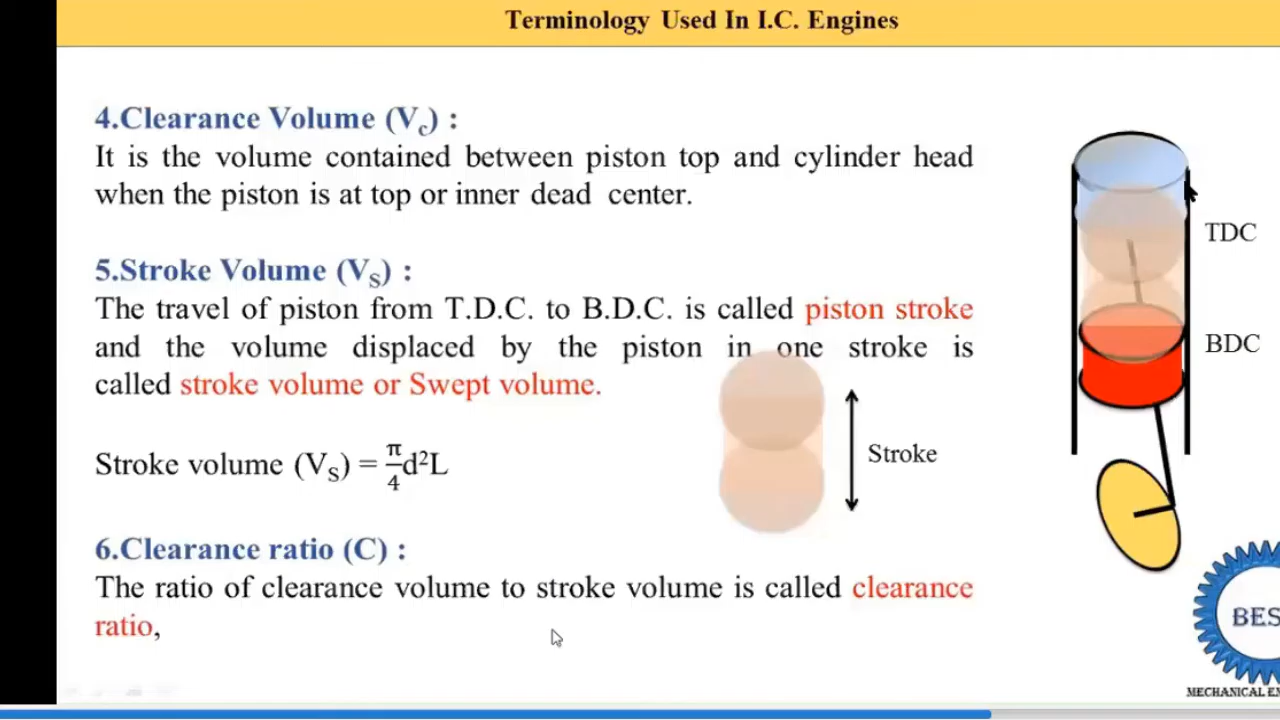 Terminology Used In I.C. Engines
4.Clearance Volume (Vc) :
It is the volume contained between piston top and cylinder head
when the piston is at top or inner dead center.
5.Stroke Volume (VS) :
The travel of piston from T.D.C. to B.D.C. is called piston stroke
and the volume displaced by the piston in one stroke is
called stroke volume or Swept volume.
Stroke volume (VS) = π/4 d²L
Stroke
6.Clearance ratio (C) :
The ratio of clearance volume to stroke volume is called clearance
ratio,
TDC
BDC
BES
MECHANICAL EN